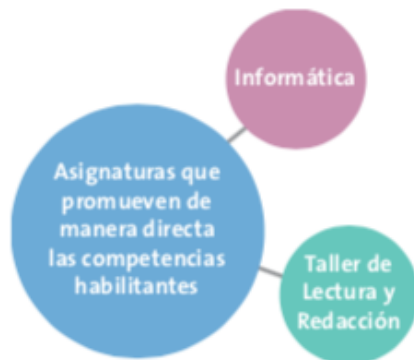 Informática
Asignaturas que
promueven de
manera directa
las competencias
habilitantes
Taller de
Lectura y
Redacción